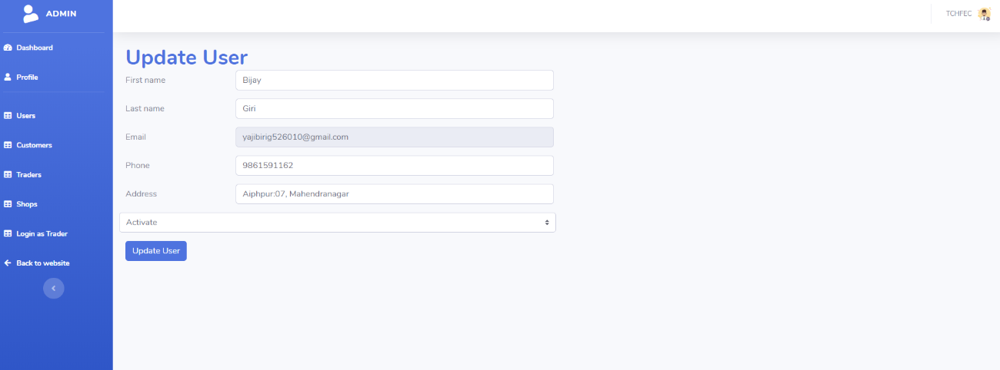 ADMIN
TCHFEC
Dashboard
Profile
Users
Customers
Traders
Shops
Login as Trader
Back to website
Update User
First name
Bijay
Last name
Giri
Email
yajibirig526010@gmail.com
Phone
9861591162
Address
Aiphpur:07, Mahendranagar
Activate
Update User